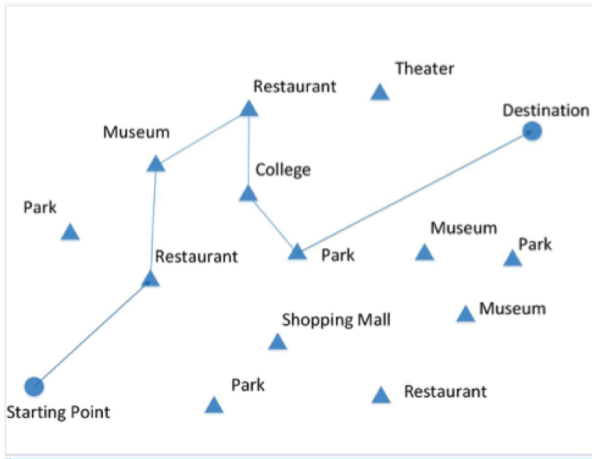 Theater
Restaurant
Destination
Museum
College
Park
Museum
Park
Restaurant
Park
Museum
Shopping Mall
Park
Restaurant
Starting Point